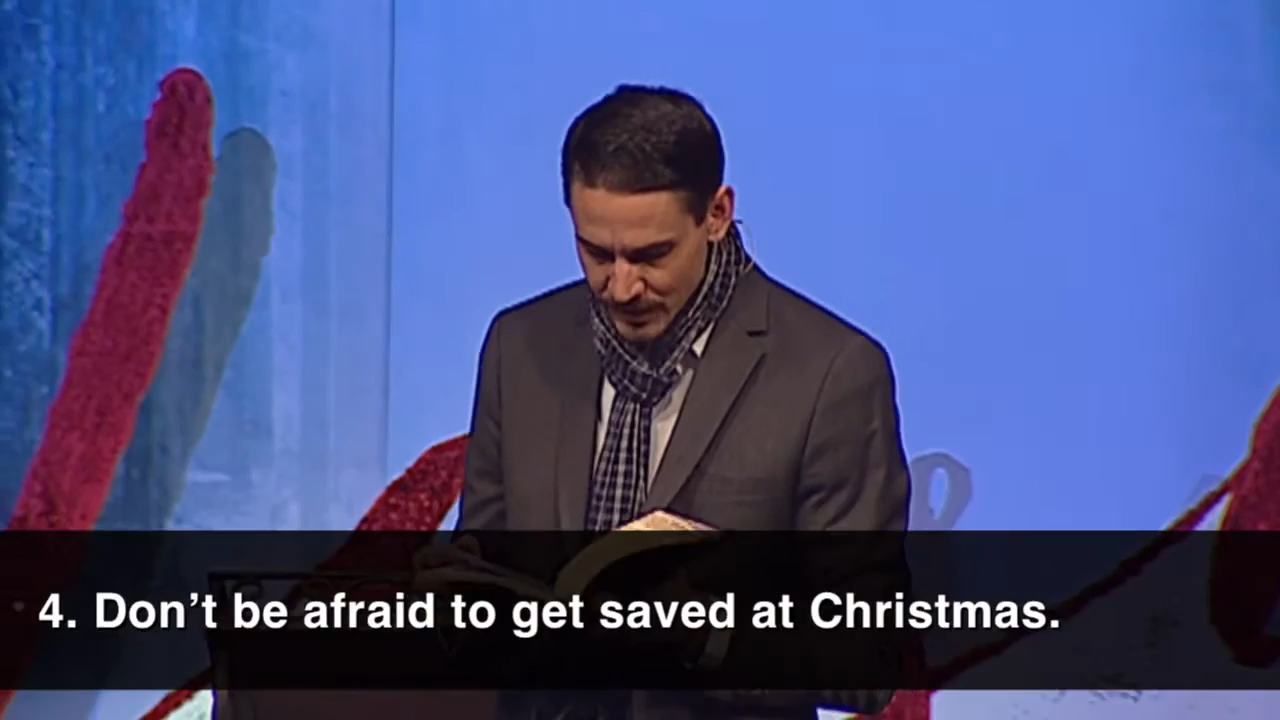 4. Don’t be afraid to get saved at Christmas.